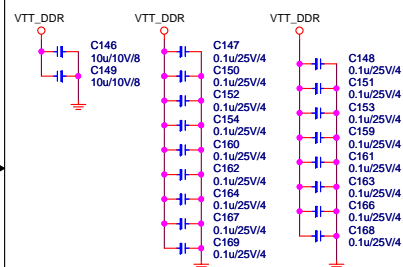 VTT_DDR
C146
10u/10V/8
C149
10u/10V/8
VTT_DDR
C147
0.1u/25V/4
C150
0.1u/25V/4
C152
0.1u/25V/4
C154
0.1u/25V/4
C160
0.1u/25V/4
C162
0.1u/25V/4
C164
0.1u/25V/4
C167
0.1u/25V/4
C169
0.1u/25V/4
VTT_DDR
C148
0.1u/25V/4
C151
0.1u/25V/4
C153
0.1u/25V/4
C159
0.1u/25V/4
C161
0.1u/25V/4
C163
0.1u/25V/4
C166
0.1u/25V/4
C168
0.1u/25V/4